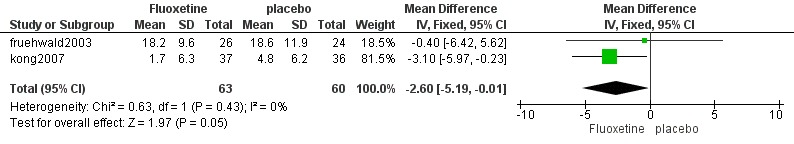 Fluoxetine placebo Mean Difference Mean Difference
Study or Subgroup Mean SD Total Mean SD Total Weight IV, Fixed, 95% CI IV, Fixed, 95% CI
fruehwald2003 18.2 9.6 26 18.6 11.9 24 18.5% -0.40 [-6.42, 5.62]
kong2007 1.7 6.3 37 4.8 6.2 36 81.5% -3.10 [-5.97, -0.23]
Total (95% CI) 63 60 100.0% -2.60 [-5.19, -0.01]
Heterogeneity: Chi² = 0.63, df = 1 (P = 0.43); I² = 0%
Test for overall effect: Z = 1.97 (P = 0.05)
-10 -5 0 5 10
Fluoxetine placebo